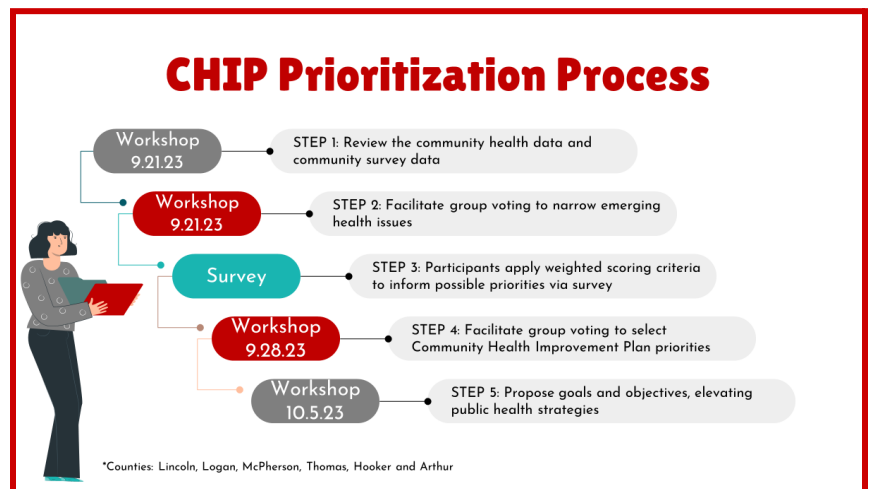 CHIP Prioritization Process
Workshop
9.21.23
STEP 1: Review the community health data and
community survey data
Workshop
9.21.23
STEP 2: Facilitate group voting to narrow emerging
health issues
Survey
STEP 3: Participants apply weighted scoring criteria
to inform possible priorities via survey
Workshop
9.28.23
STEP 4: Facilitate group voting to select
Community Health Improvement Plan priorities
Workshop
10.5.23
STEP 5: Propose goals and objectives, elevating
public health strategies
*Counties: Lincoln, Logan, McPherson, Thomas, Hooker and Arthur